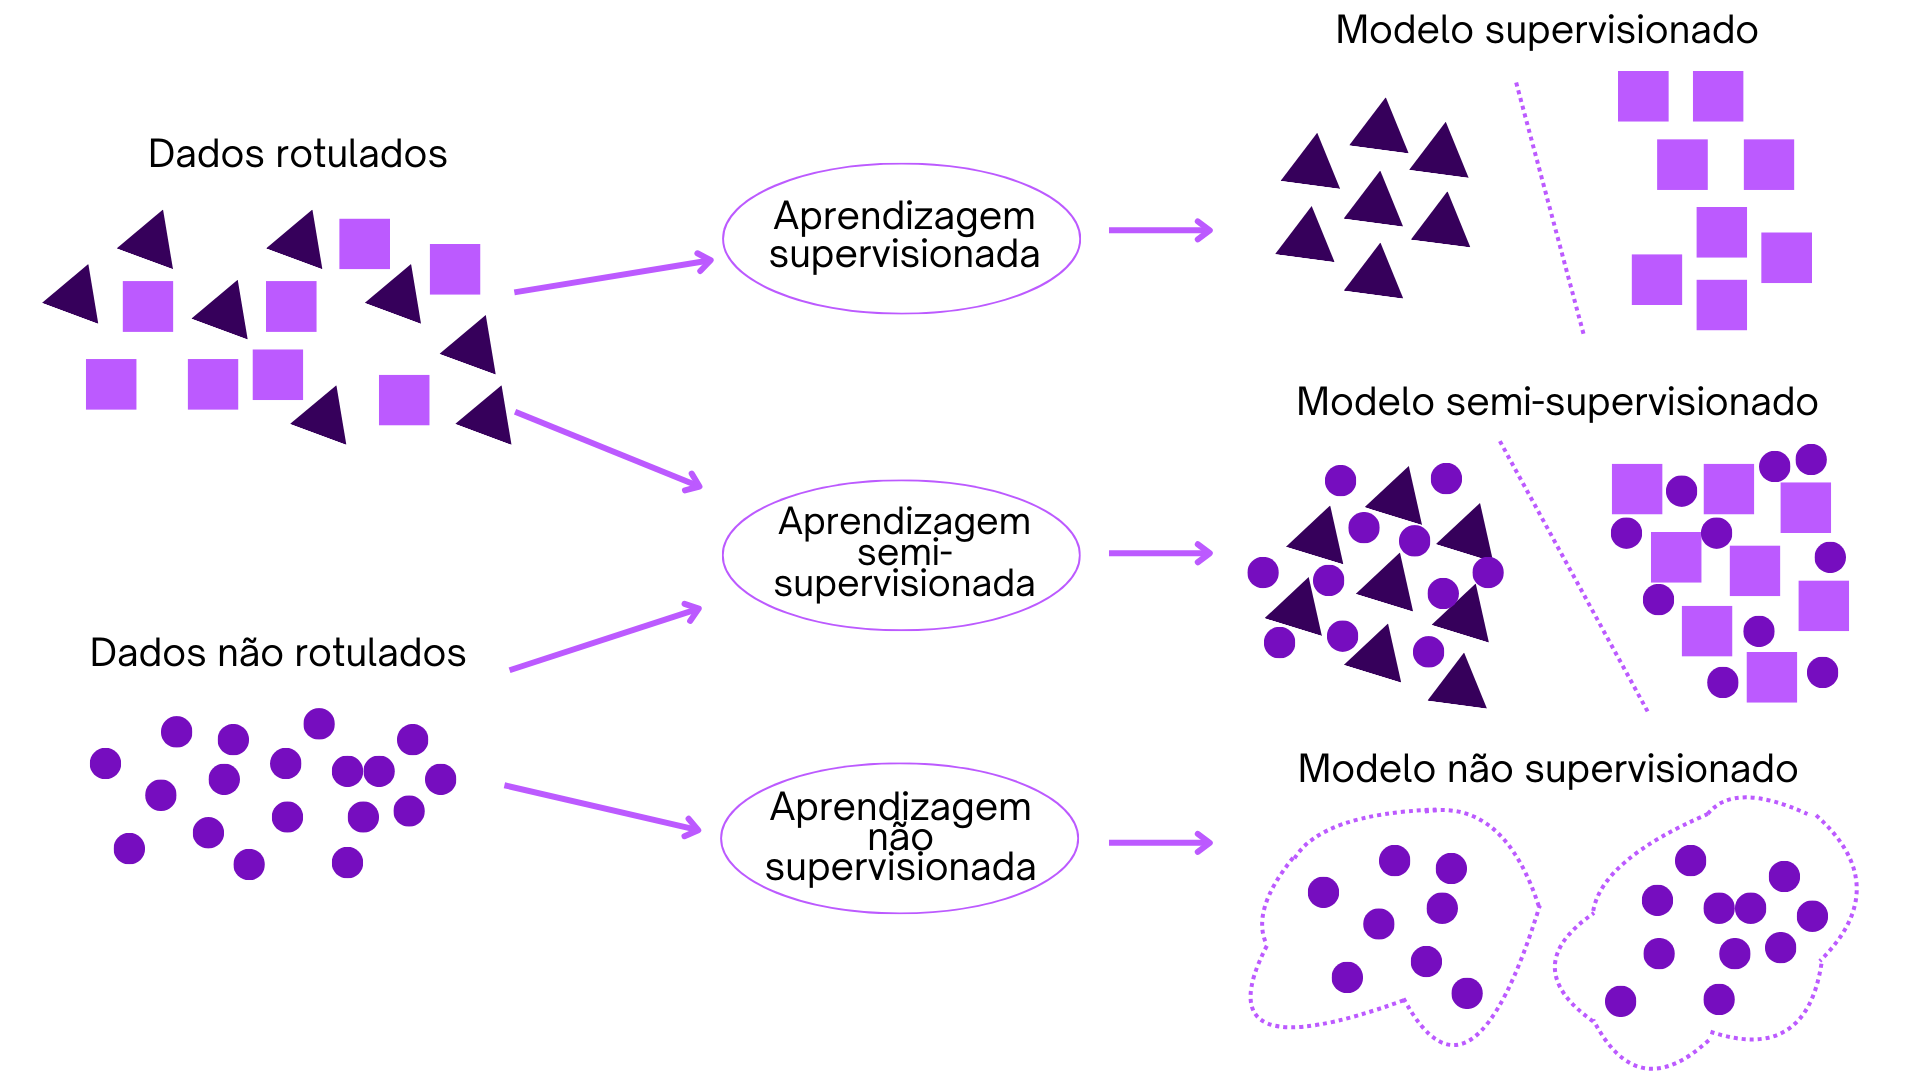 Modelo supervisionado
Dados rotulados
Aprendizagem
supervisionada
Modelo semi-supervisionado
Aprendizagem
semi-
supervisionada
Dados não rotulados
Modelo não supervisionado
Aprendizagem
não
supervisionada